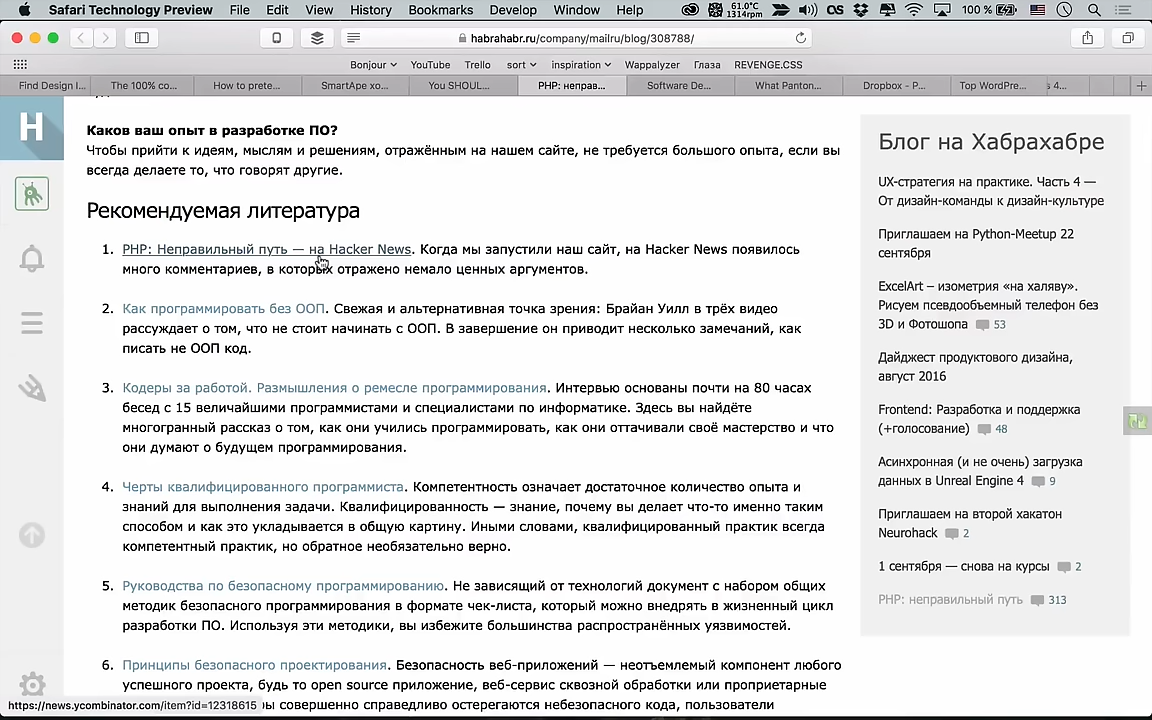 Safari Technology Preview File Edit View History Bookmarks Develop Window Help 61.0°C 1314rpm 100 %
habrahabr.ru/company/mailru/blog/308788/
Bonjour YouTube Trello sort inspiration Wappalyzer Глаза REVENGE.CSS
Find Design I... The 100% co... How to prete... SmartApe хо... You SHOUL... PHP: неправ... Software De... What Panton... Dropbox - P... Top WordPre... s 4...
H
Каков ваш опыт в разработке ПО?
Чтобы прийти к идеям, мыслям и решениям, отражённым на нашем сайте, не требуется большого опыта, если вы
всегда делаете то, что говорят другие.
Рекомендуемая литература
1. PHP: Неправильный путь — на Hacker News. Когда мы запустили наш сайт, на Hacker News появилось
много комментариев, в которых отражено немало ценных аргументов.
2. Как программировать без ООП. Свежая и альтернативная точка зрения: Брайан Уилл в трёх видео
рассуждает о том, что не стоит начинать с ООП. В завершение он приводит несколько замечаний, как
писать не ООП код.
3. Кодеры за работой. Размышления о ремесле программирования. Интервью основаны почти на 80 часах
бесед с 15 величайшими программистами и специалистами по информатике. Здесь вы найдёте
многогранный рассказ о том, как они учились программировать, как они оттачивали своё мастерство и что
они думают о будущем программирования.
4. Черты квалифицированного программиста. Компетентность означает достаточное количество опыта и
знаний для выполнения задачи. Квалифицированность — знание, почему вы делает что-то именно таким
способом и как это укладывается в общую картину. Иными словами, квалифицированный практик всегда
компетентный практик, но обратное необязательно верно.
5. Руководства по безопасному программированию. Не зависящий от технологий документ с набором общих
методик безопасного программирования в формате чек-листа, который можно внедрять в жизненный цикл
разработки ПО. Используя эти методики, вы избежите большинства распространённых уязвимостей.
6. Принципы безопасного проектирования. Безопасность веб-приложений — неотъемлемый компонент любого
успешного проекта, будь то open source приложение, веб-сервис сквозной обработки или проприетарные
ы совершенно справедливо остерегаются небезопасного кода, пользователи
https://news.ycombinator.com/item?id=12318615
Блог на Хабрахабре
UX-стратегия на практике. Часть 4 —
От дизайн-команды к дизайн-культуре
Приглашаем на Python-Meetup 22
сентября
ExcelArt – изометрия «на халяву».
Рисуем псевдообъемный телефон без
3D и Фотошопа 53
Дайджест продуктового дизайна,
август 2016
Frontend: Разработка и поддержка
(+голосование) 48
Асинхронная (и не очень) загрузка
данных в Unreal Engine 4 9
Приглашаем на второй хакатон
Neurohack 2
1 сентября — снова на курсы 2
PHP: неправильный путь 313